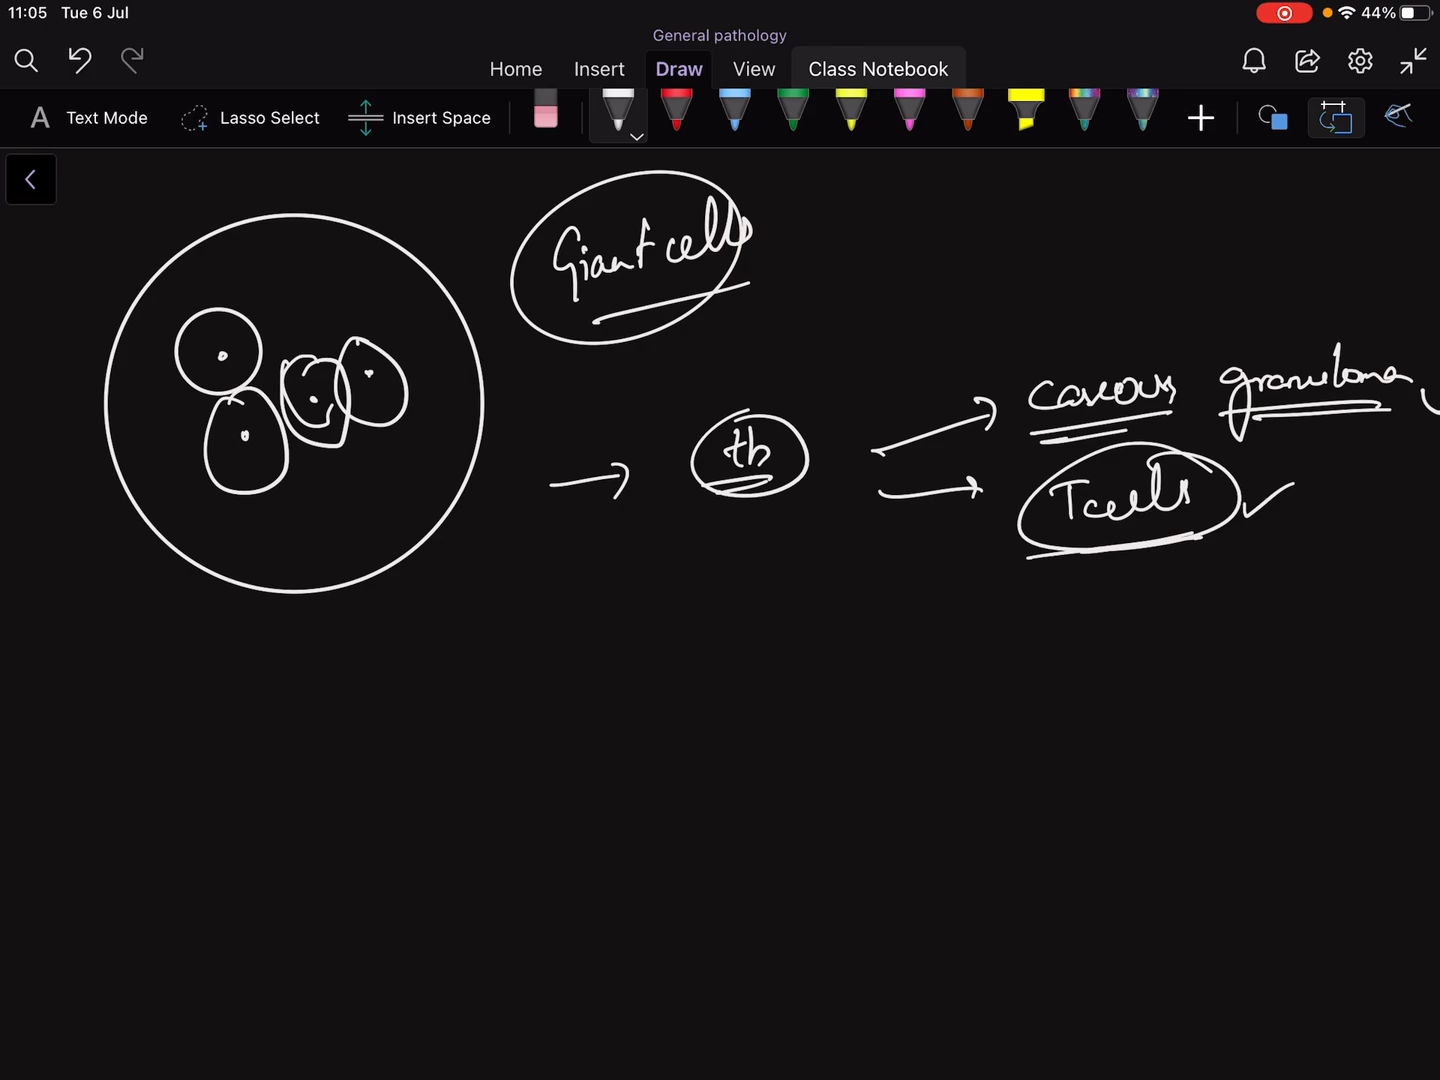 11:05 Tue 6 Jul
44%
General pathology
Home Insert Draw View Class Notebook
Text Mode Lasso Select Insert Space
Giant cells
caseous granuloma
tb
T cells